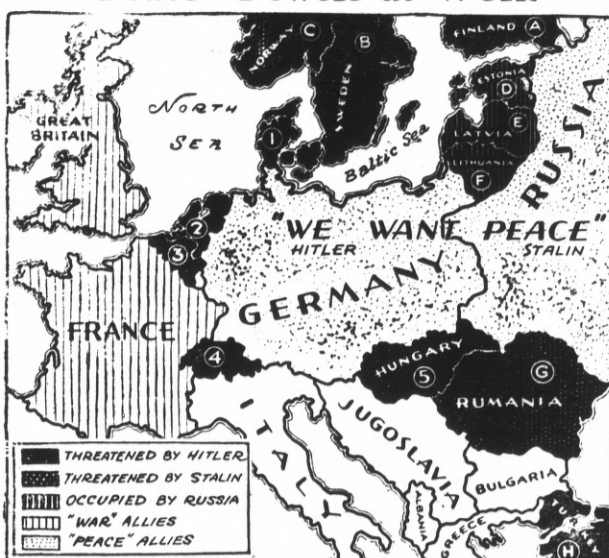 NORWAY
C
B
SWEDEN
FINLAND
A
NORTH
SEA
ESTONIA
D
GREAT
BRITAIN
1
LATVIA
E
Baltic Sea
LITHUANIA
F
RUSSIA
2
3
"WE WANT PEACE"
HITLER
STALIN
GERMANY
FRANCE
4
HUNGARY
5
G
RUMANIA
ITALY
JUGOSLAVIA
BULGARIA
ALBANIA
GREECE
THREATENED BY HITLER
THREATENED BY STALIN
OCCUPIED BY RUSSIA
"WAR" ALLIES
"PEACE" ALLIES